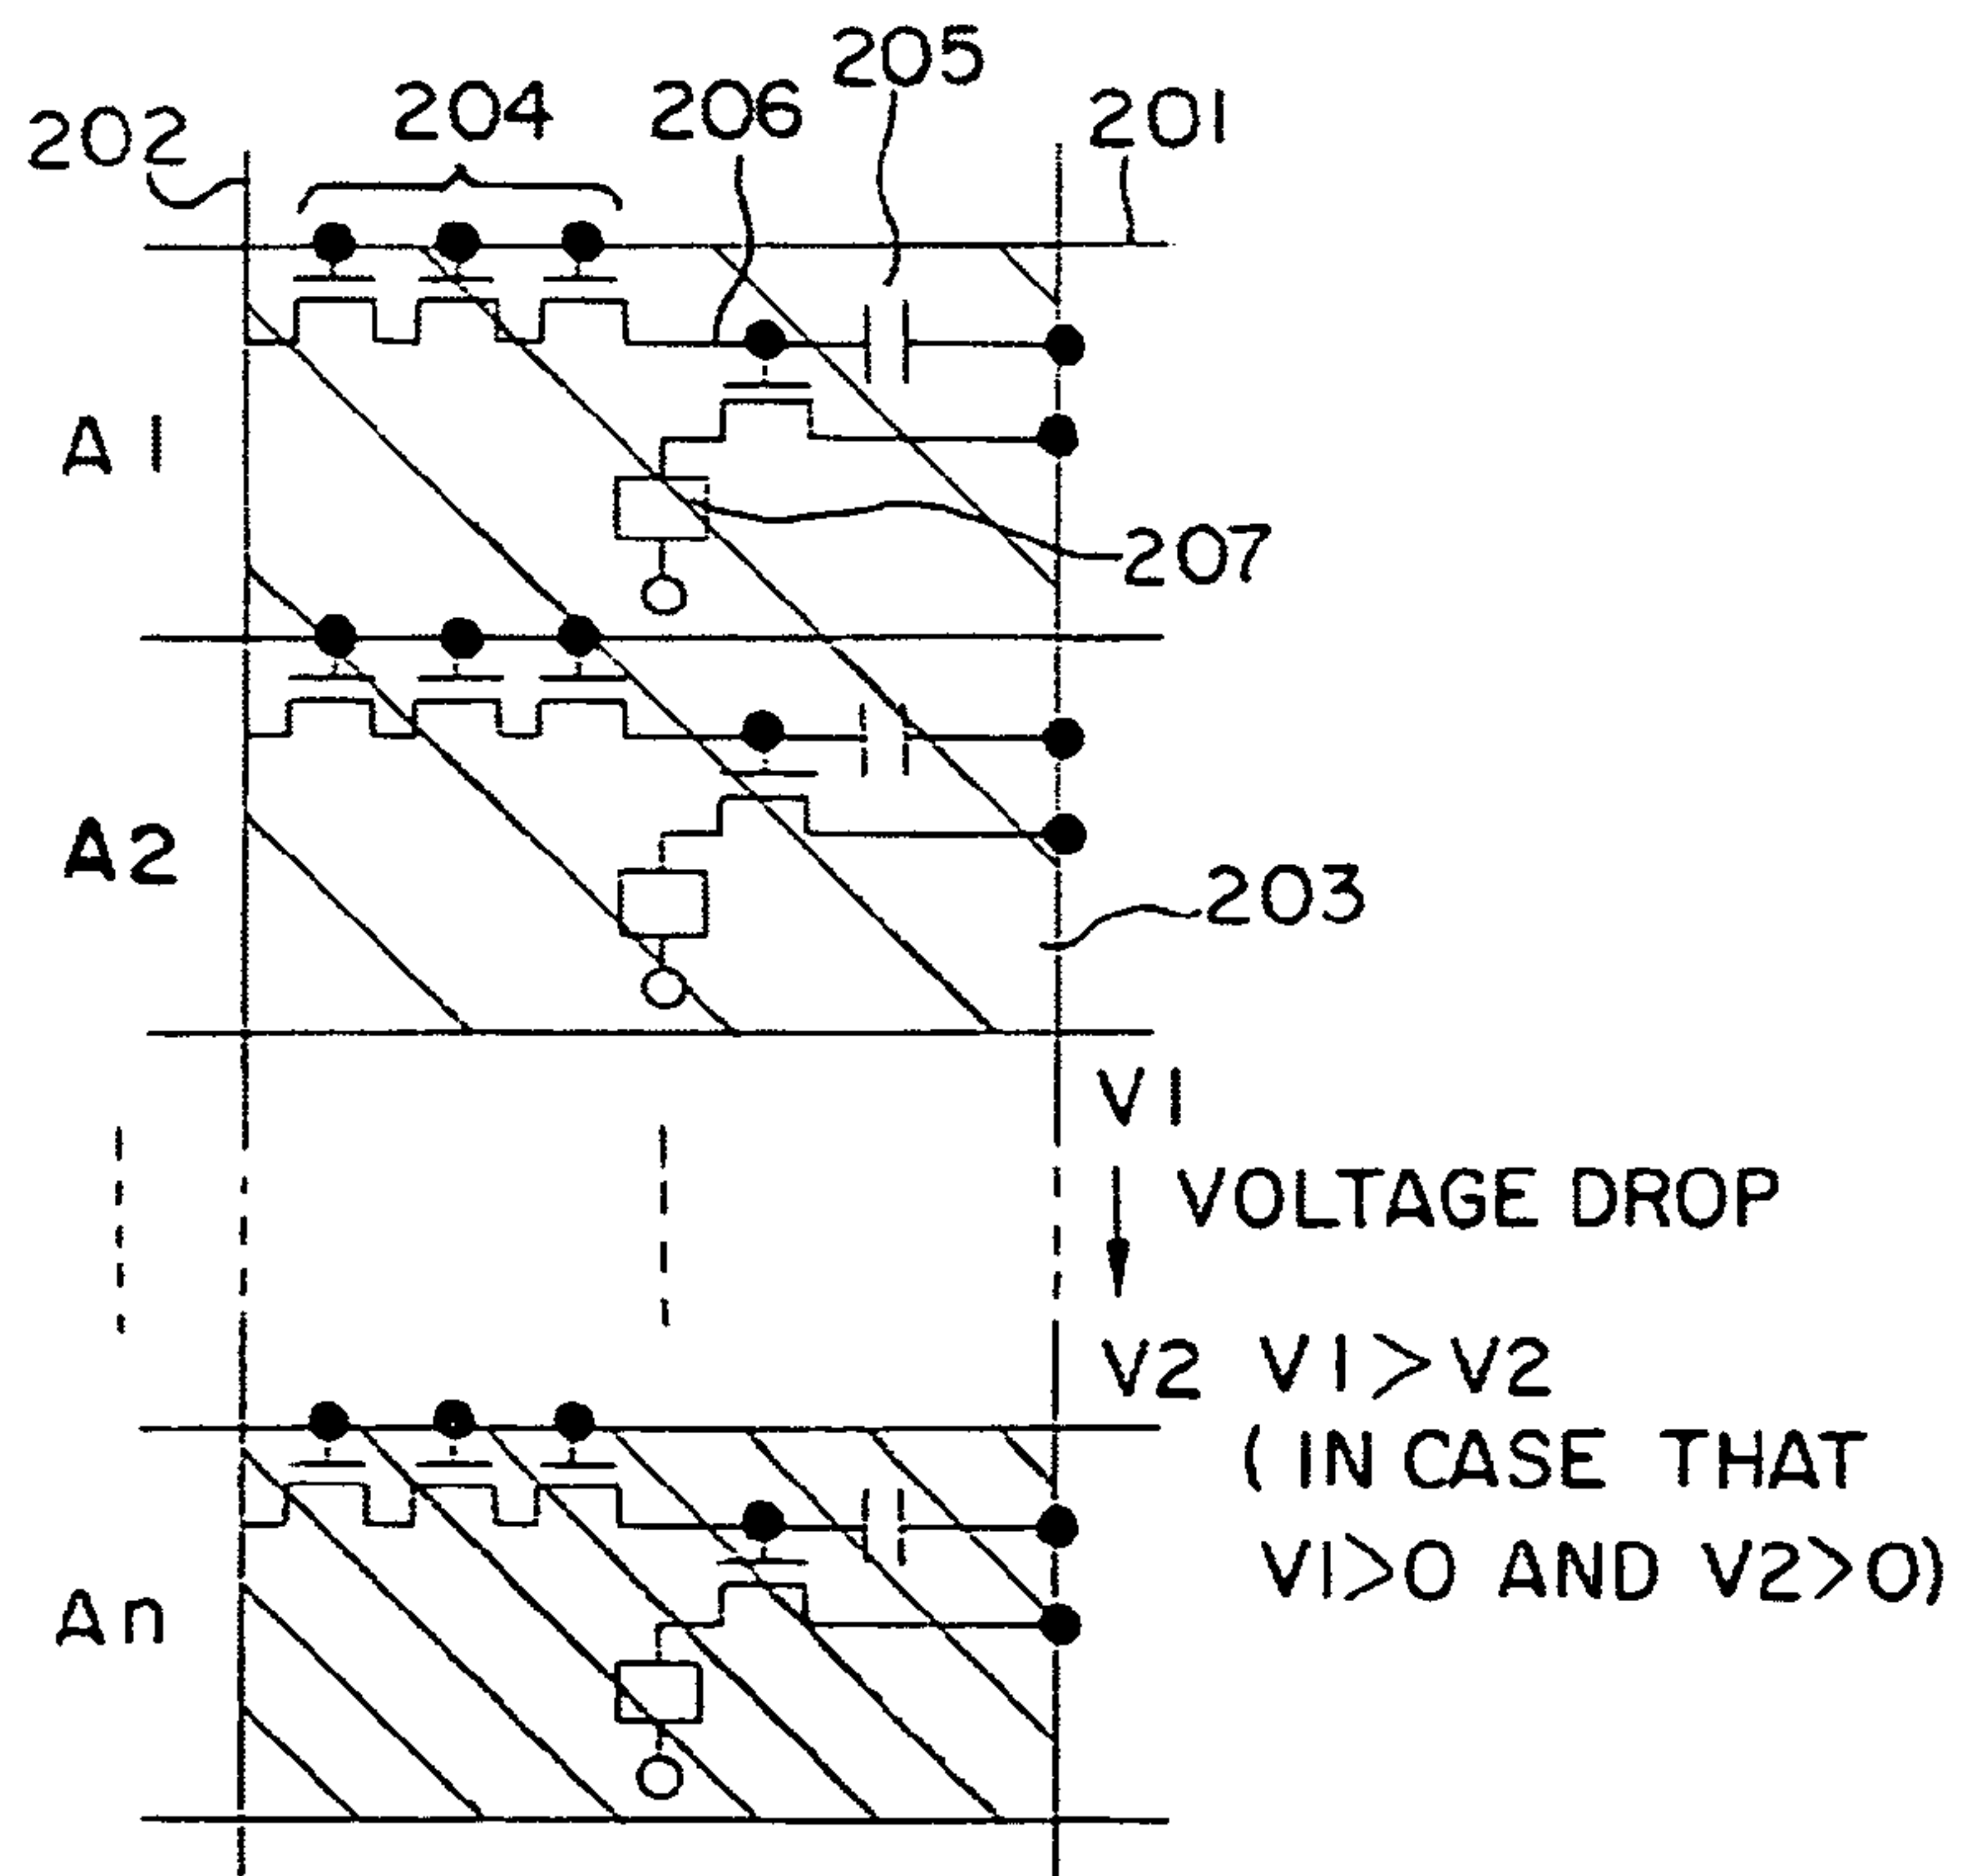 205
204
206
201
202
A1
207
A2
203
V1
VOLTAGE DROP
V2 V1>V2
(IN CASE THAT
V1>0 AND V2>0)
An